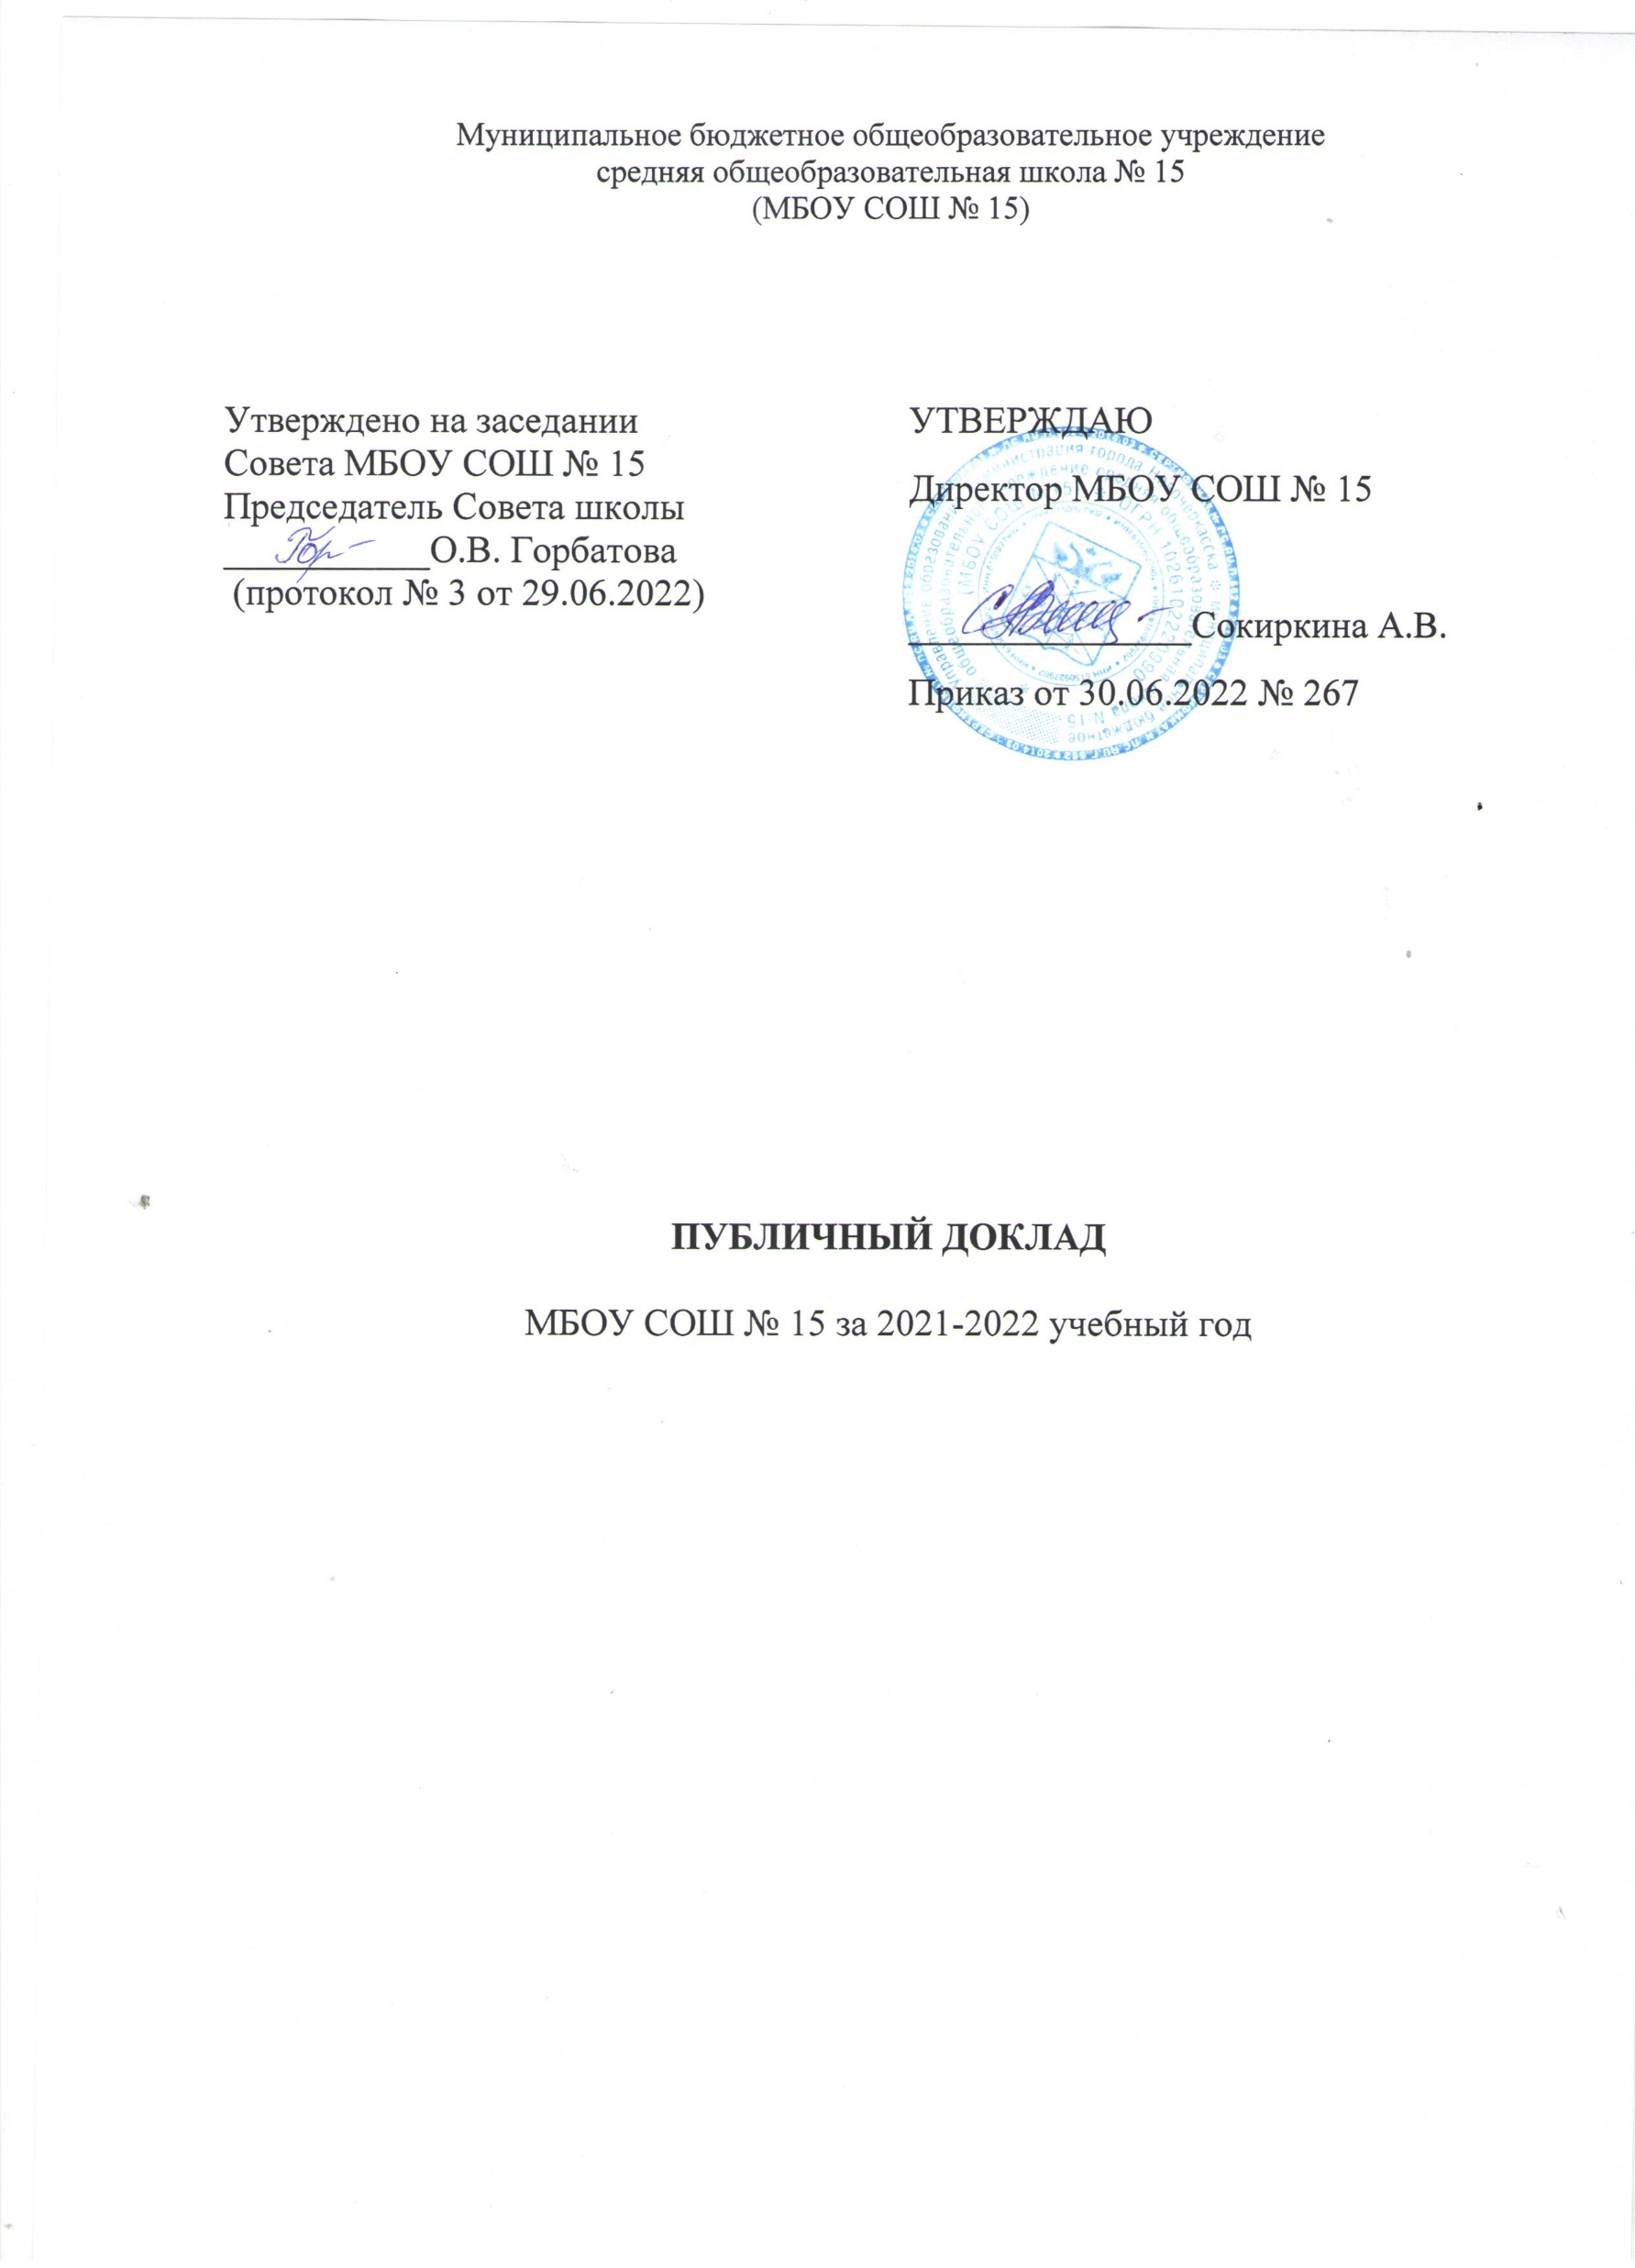 Муниципальное бюджетное общеобразовательное учреждение
средняя общеобразовательная школа № 15
(МБОУ СОШ № 15)
Утверждено на заседании
Совета МБОУ СОШ № 15
Председатель Совета школы
О.В. Горбатова
(протокол № 3 от 29.06.2022)
УТВЕРЖДАЮ
Директор МБОУ СОШ № 15
Сокиркина А.В.
Приказ от 30.06.2022 № 267
ПУБЛИЧНЫЙ ДОКЛАД
МБОУ СОШ № 15 за 2021-2022 учебный год